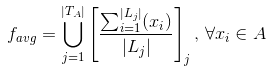 f_{avg} = \bigcup_{j=1}^{|T_A|} \left[ \frac{\sum_{i=1}^{|L_j|} (x_i)}{|L_j|} \right]_j , \, \forall x_i \in A